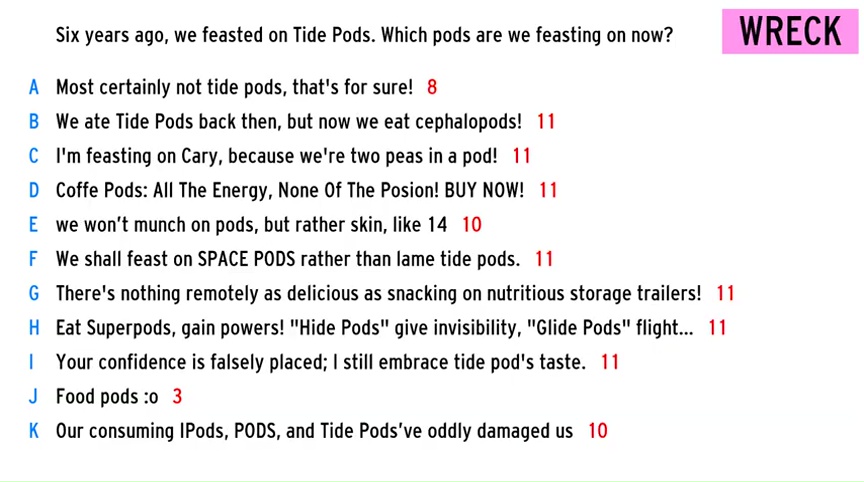 Six years ago, we feasted on Tide Pods. Which pods are we feasting on now?
WRECK
A Most certainly not tide pods, that's for sure! 8
B We ate Tide Pods back then, but now we eat cephalopods! 11
C I'm feasting on Cary, because we're two peas in a pod! 11
D Coffe Pods: All The Energy, None Of The Posion! BUY NOW! 11
E we won’t munch on pods, but rather skin, like 14 10
F We shall feast on SPACE PODS rather than lame tide pods. 11
G There's nothing remotely as delicious as snacking on nutritious storage trailers! 11
H Eat Superpods, gain powers! "Hide Pods" give invisibility, "Glide Pods" flight... 11
I Your confidence is falsely placed; I still embrace tide pod's taste. 11
J Food pods :o 3
K Our consuming IPods, PODS, and Tide Pods’ve oddly damaged us 10